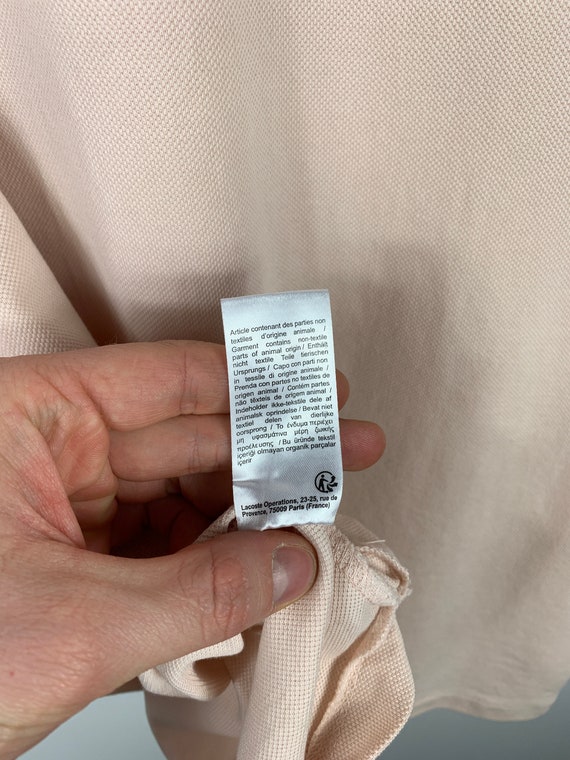 Article contenant des parties non
textiles d'origine animale /
Garment contains non-textile
parts of animal origin / Enthält
nicht textile Teile tierischen
Ursprungs / Capo con parti non
in tessile di origine animale /
Prenda con partes no textiles de
origen animal / Contém partes
não têxteis de origem animal /
Indeholder ikke-tekstile dele af
animalsk oprindelse / Bevat niet
textiel delen van dierlijke
oorsprong / Το ένδυμα περιέχει
μη υφασμάτινα μέρη ζωικής
προέλευσης / Bu üründe tekstil
içeriği olmayan organik parçalar
içerir
Lacoste Operations, 23-25, rue de
Provence, 75009 Paris (France)